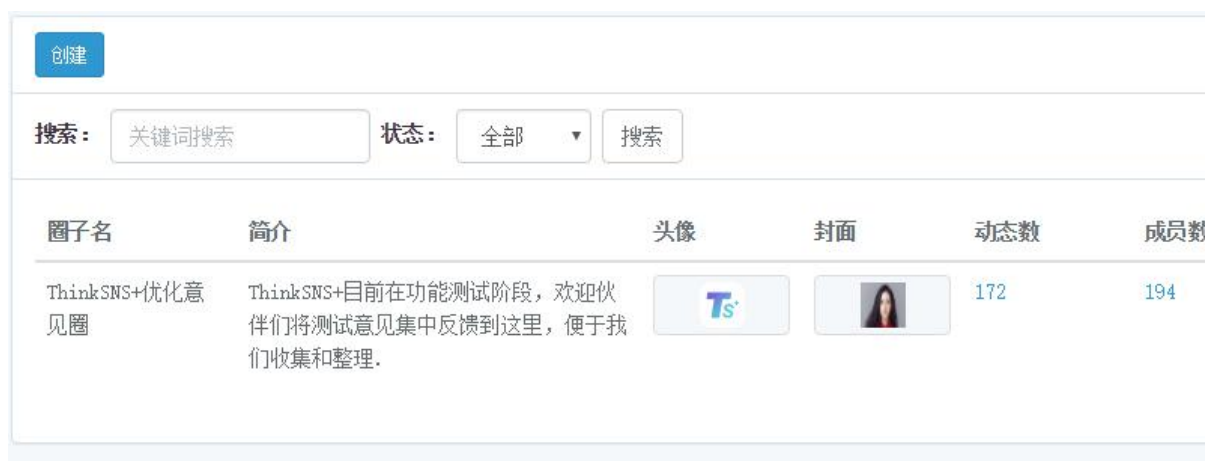 创建
搜索： 关键词搜索 状态： 全部 搜索
圈子名 简介 头像 封面 动态数 成员数
ThinkSNS+优化意 ThinkSNS+目前在功能测试阶段，欢迎伙 Ts+ 172 194
见圈 伴们将测试意见集中反馈到这里，便于我
们收集和整理.